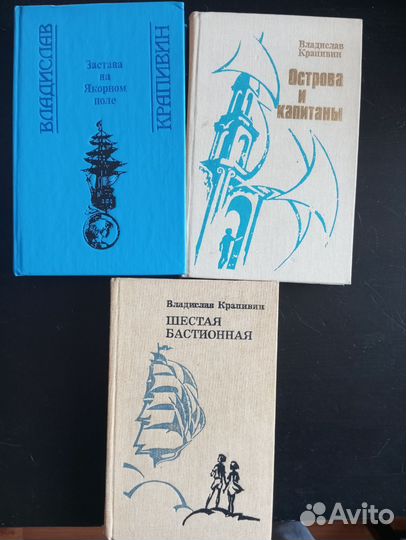 ВЛАДИСЛАВ
Застава
на
Якорном
поле
КРАПИВИН
Владислав
Крапивин
Острова
и
капитаны
Владислав Крапивин
ШЕСТАЯ
БАСТИОННАЯ
Avito